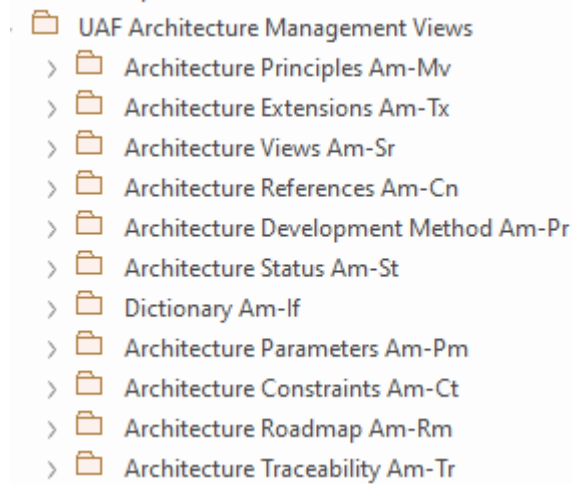 UAF Architecture Management Views
Architecture Principles Am-Mv
Architecture Extensions Am-Tx
Architecture Views Am-Sr
Architecture References Am-Cn
Architecture Development Method Am-Pr
Architecture Status Am-St
Dictionary Am-If
Architecture Parameters Am-Pm
Architecture Constraints Am-Ct
Architecture Roadmap Am-Rm
Architecture Traceability Am-Tr